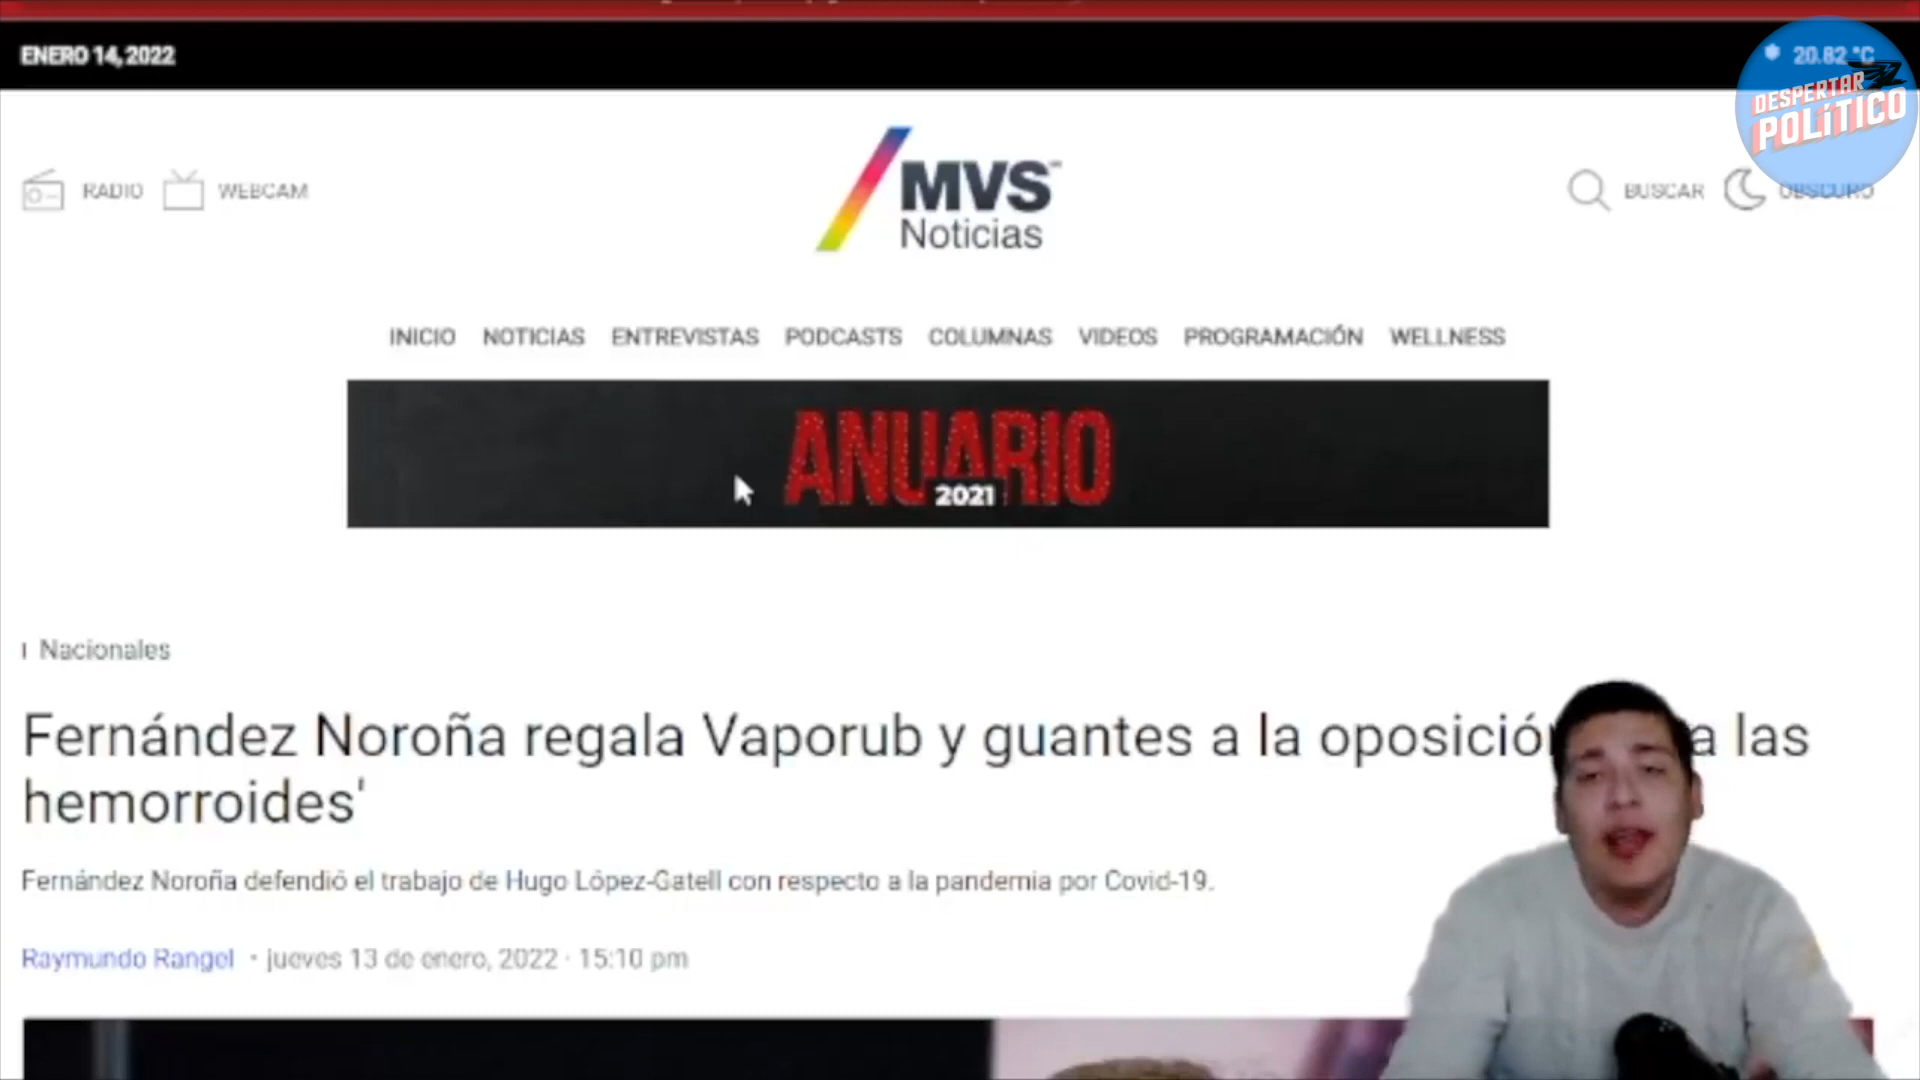 ENERO 14, 2022
20.82 °C
DESPERTAR
POLÍTICO
RADIO
WEBCAM
MVS
Noticias
BUSCAR
OBSCURO
INICIO NOTICIAS ENTREVISTAS PODCASTS COLUMNAS VIDEOS PROGRAMACIÓN WELLNESS
ANUARIO
2021
Nacionales
Fernández Noroña regala Vaporub y guantes a la oposición a las
hemorroides'
Fernández Noroña defendió el trabajo de Hugo López-Gatell con respecto a la pandemia por Covid-19.
Raymundo Rangel · jueves 13 de enero, 2022 · 15:10 pm